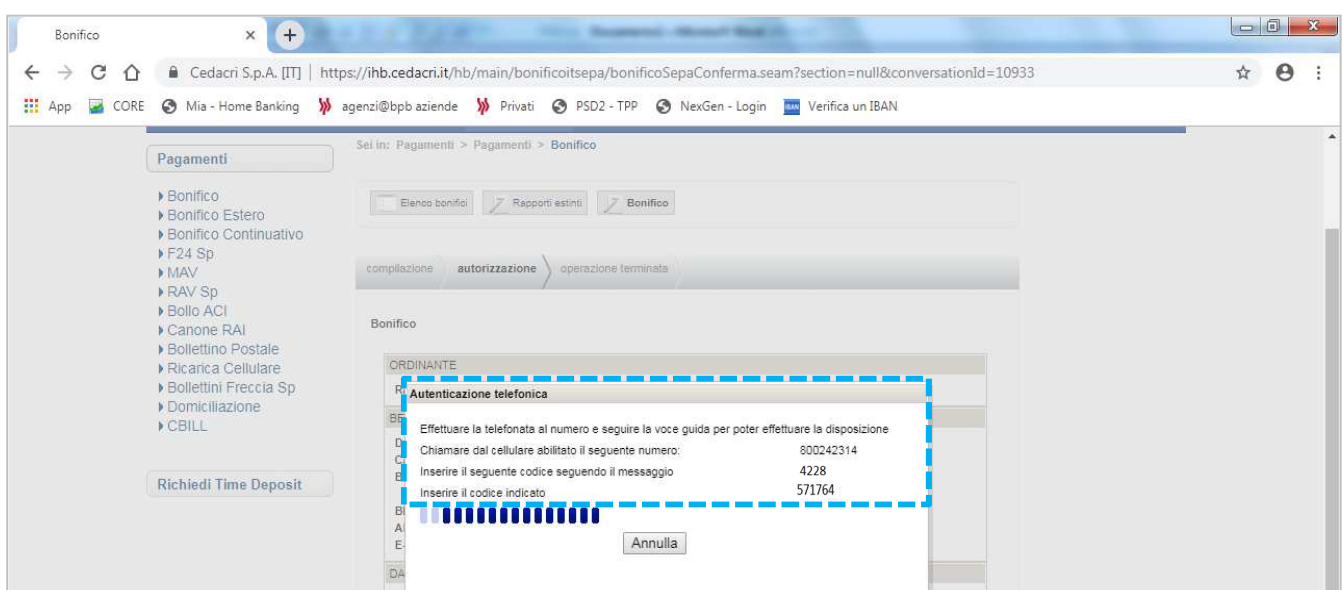 Bonifico
Cedacri S.p.A. [IT] | https://ihb.cedacri.it/hb/main/bonificoitsepa/bonificoSepaConferma.seam?section=null&conversationId=10933
App CORE Mia - Home Banking agenzi@bpb aziende Privati PSD2 - TPP NexGen - Login IBAN Verifica un IBAN
Sei in: Pagamenti > Pagamenti > Bonifico
Pagamenti
Bonifico
Bonifico Estero
Bonifico Continuativo
F24 Sp
MAV
RAV Sp
Bollo ACI
Canone RAI
Bollettino Postale
Ricarica Cellulare
Bollettini Freccia Sp
Domiciliazione
CBILL
Richiedi Time Deposit
Elenco bonifici Rapporti estinti Bonifico
compilazione autorizzazione operazione terminata
Bonifico
ORDINANTE
Autenticazione telefonica
Effettuare la telefonata al numero e seguire la voce guida per poter effettuare la disposizione
Chiamare dal cellulare abilitato il seguente numero: 800242314
Inserire il seguente codice seguendo il messaggio 4228
Inserire il codice indicato 571764
Annulla
DA